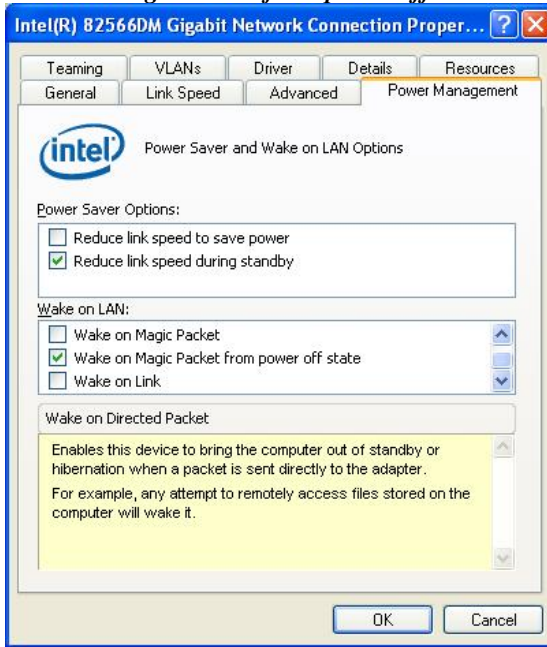 Intel(R) 82566DM Gigabit Network Connection Proper...
Teaming VLANs Driver Details Resources
General Link Speed Advanced Power Management
intel
Power Saver and Wake on LAN Options
Power Saver Options:
Reduce link speed to save power
Reduce link speed during standby
Wake on LAN:
Wake on Magic Packet
Wake on Magic Packet from power off state
Wake on Link
Wake on Directed Packet
Enables this device to bring the computer out of standby or
hibernation when a packet is sent directly to the adapter.
For example, any attempt to remotely access files stored on the
computer will wake it.
OK Cancel